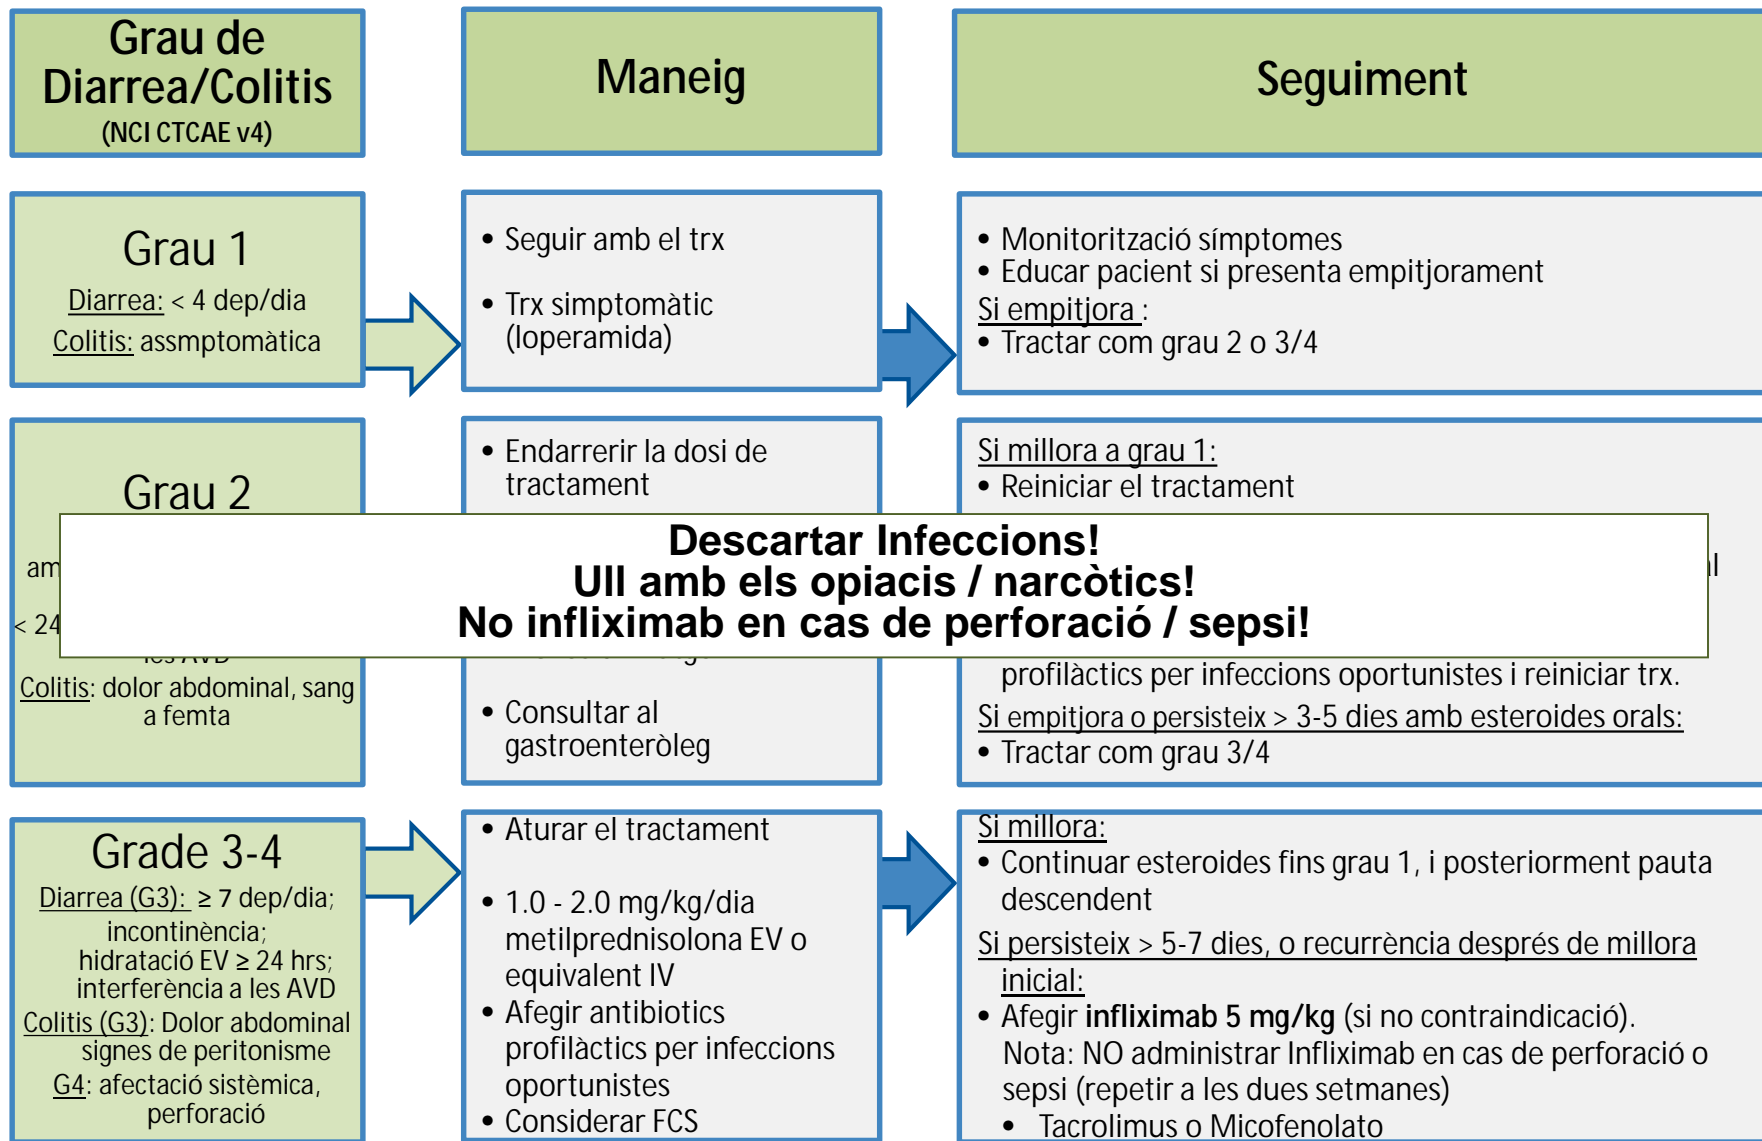 Grau de
Diarrea/Colitis
(NCI CTCAE v4)
Maneig
Seguiment
Grau 1
Diarrea: < 4 dep/dia
Colitis: assmptomàtica
• Seguir amb el trx
• Trx simptomàtic
(loperamida)
• Monitorització símptomes
• Educar pacient si presenta empitjorament
Si empitjora :
• Tractar com grau 2 o 3/4
Grau 2
am
< 24
les AVD
Colitis: dolor abdominal, sang
a femta
• Endarrerir la dosi de
tractament
• Consultar al
gastroenteròleg
Si millora a grau 1:
• Reiniciar el tractament
al
profilàctics per infeccions oportunistes i reiniciar trx.
Si empitjora o persisteix > 3-5 dies amb esteroides orals:
• Tractar com grau 3/4
Descartar Infeccions!
Ull amb els opiacis / narcòtics!
No infliximab en cas de perforació / sepsi!
Grade 3-4
Diarrea (G3): ≥ 7 dep/dia;
incontinència;
hidratació EV ≥ 24 hrs;
interferència a les AVD
Colitis (G3): Dolor abdominal
signes de peritonisme
G4: afectació sistèmica,
perforació
• Aturar el tractament
• 1.0 - 2.0 mg/kg/dia
metilprednisolona EV o
equivalent IV
• Afegir antibiotics
profilàctics per infeccions
oportunistes
• Considerar FCS
Si millora:
• Continuar esteroides fins grau 1, i posteriorment pauta
descendent
Si persisteix > 5-7 dies, o recurrència després de millora
inicial:
• Afegir infliximab 5 mg/kg (si no contraindicació).
Nota: NO administrar Infliximab en cas de perforació o
sepsi (repetir a les dues setmanes)
• Tacrolimus o Micofenolato